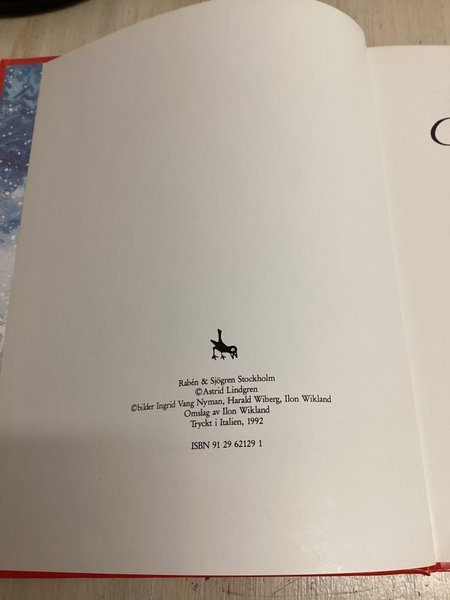 Rabén & Sjögren Stockholm
©Astrid Lindgren
©bilder Ingrid Vang Nyman, Harald Wiberg, Ilon Wikland
Omslag av Ilon Wikland
Tryckt i Italien, 1992
ISBN 91 29 62129 1